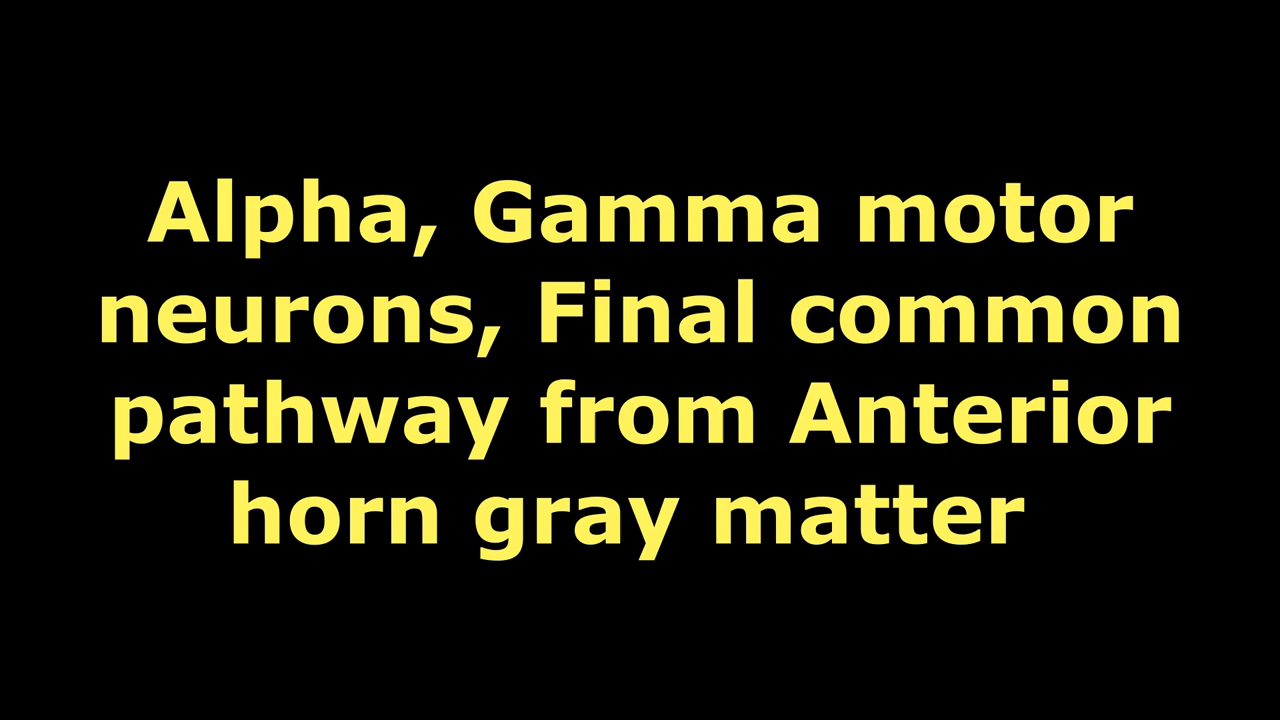 Alpha, Gamma motor
neurons, Final common
pathway from Anterior
horn gray matter